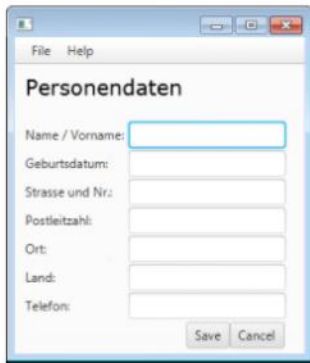 File Help
Personendaten
Name / Vorname:
Geburtsdatum:
Strasse und Nr.:
Postleitzahl:
Ort:
Land:
Telefon:
Save Cancel